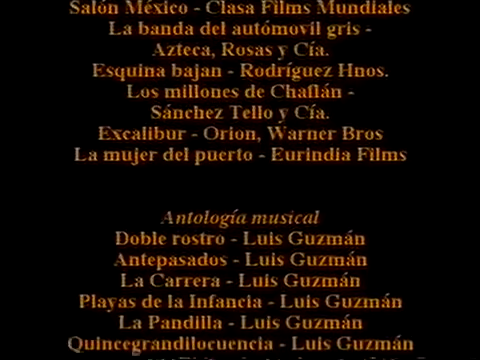 Salón México - Clasa Films Mundiales
La banda del autómovil gris -
Azteca, Rosas y Cía.
Esquina bajan - Rodríguez Hnos.
Los millones de Chaflán -
Sánchez Tello y Cía.
Excalibur - Orion, Warner Bros
La mujer del puerto - Eurindia Films
Antología musical
Doble rostro - Luis Guzmán
Antepasados - Luis Guzmán
La Carrera - Luis Guzmán
Playas de la Infancia - Luis Guzmán
La Pandilla - Luis Guzmán
Quincegrandilocuencia - Luis Guzmán